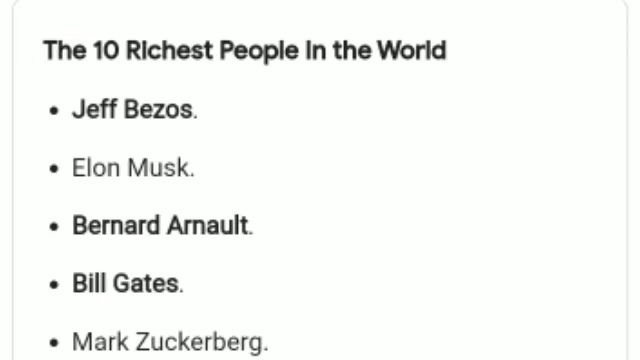 The 10 Richest People in the World
• Jeff Bezos.
• Elon Musk.
• Bernard Arnault.
• Bill Gates.
• Mark Zuckerberg.